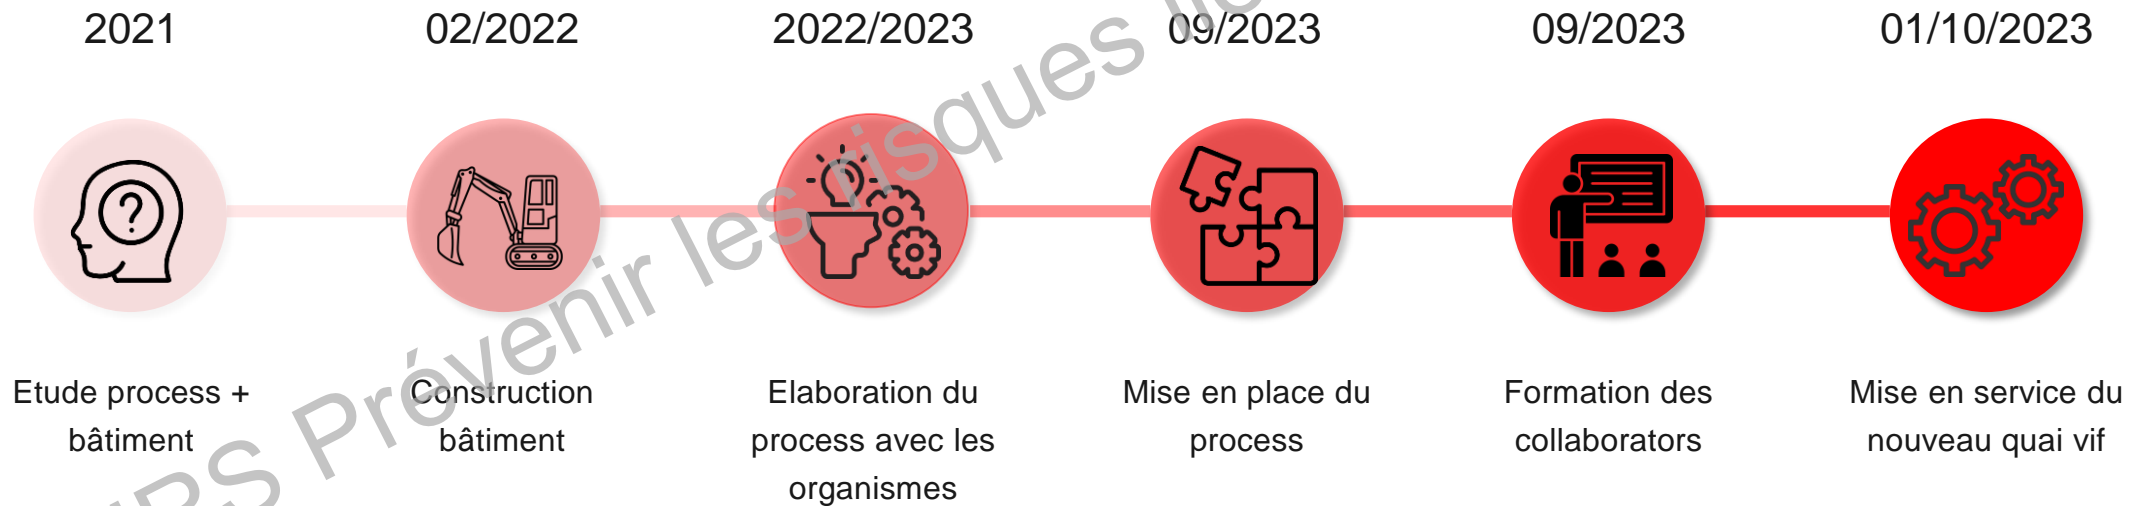 2021
02/2022
2022/2023
09/2023
09/2023
01/10/2023
Etude process +
bâtiment
Construction
bâtiment
Elaboration du
process avec les
organismes
Mise en place du
process
Formation des
collaborators
Mise en service du
nouveau quai vif
?
Prévenir les risques